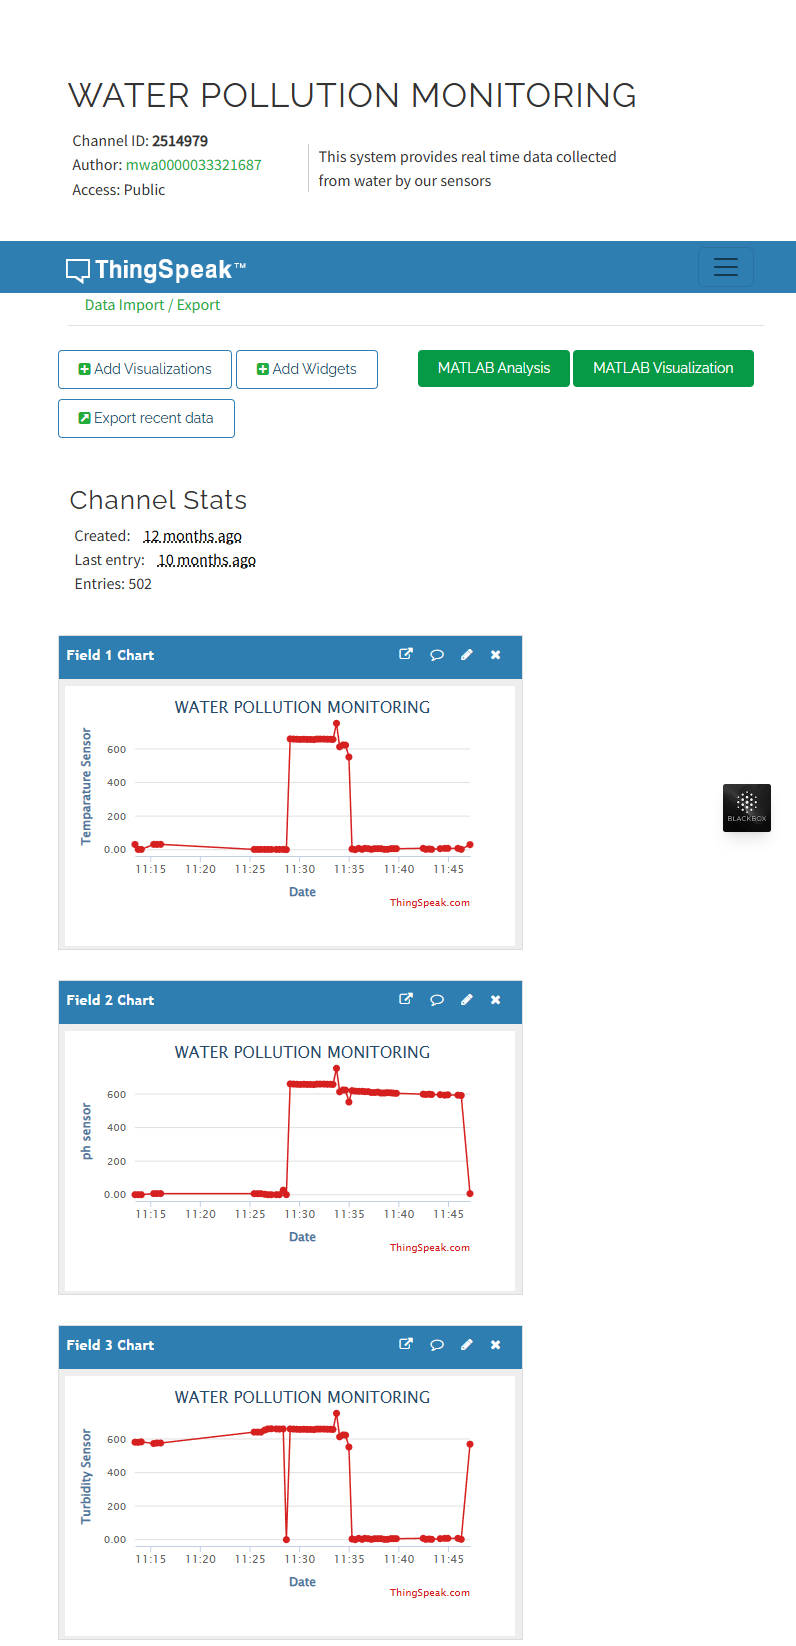 WATER POLLUTION MONITORING
Channel ID: 2514979
Author: mwa0000033321687
Access: Public
This system provides real time data collected
from water by our sensors
ThingSpeak™
Data Import / Export
Add Visualizations
Add Widgets
MATLAB Analysis
MATLAB Visualization
Export recent data
Channel Stats
Created: 12 months ago
Last entry: 10 months ago
Entries: 502
Field 1 Chart
WATER POLLUTION MONITORING
Temparature Sensor
600
400
200
0.00
11:15 11:20 11:25 11:30 11:35 11:40 11:45
Date
ThingSpeak.com
BLACKBOX
Field 2 Chart
WATER POLLUTION MONITORING
ph sensor
600
400
200
0.00
11:15 11:20 11:25 11:30 11:35 11:40 11:45
Date
ThingSpeak.com
Field 3 Chart
WATER POLLUTION MONITORING
Turbidity Sensor
600
400
200
0.00
11:15 11:20 11:25 11:30 11:35 11:40 11:45
Date
ThingSpeak.com